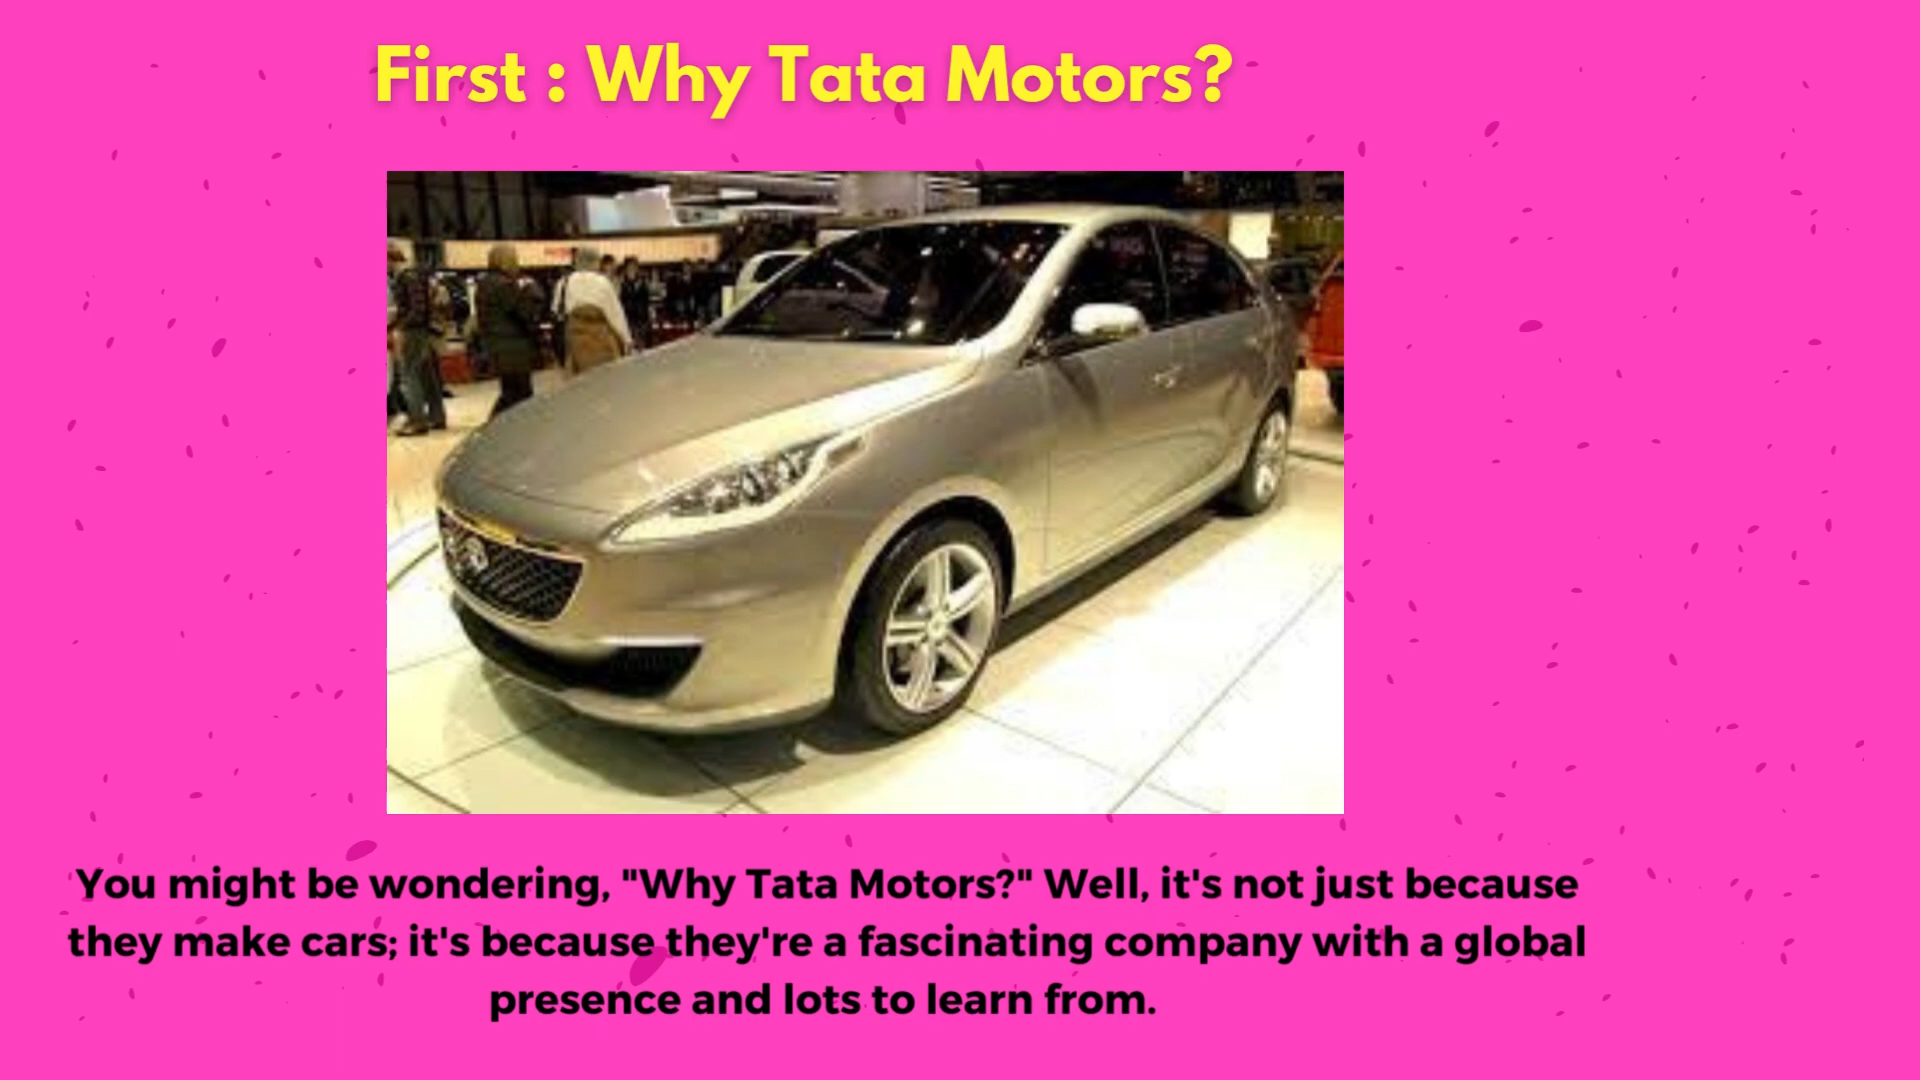 First : Why Tata Motors?
You might be wondering, "Why Tata Motors?" Well, it's not just because
they make cars; it's because they're a fascinating company with a global
presence and lots to learn from.